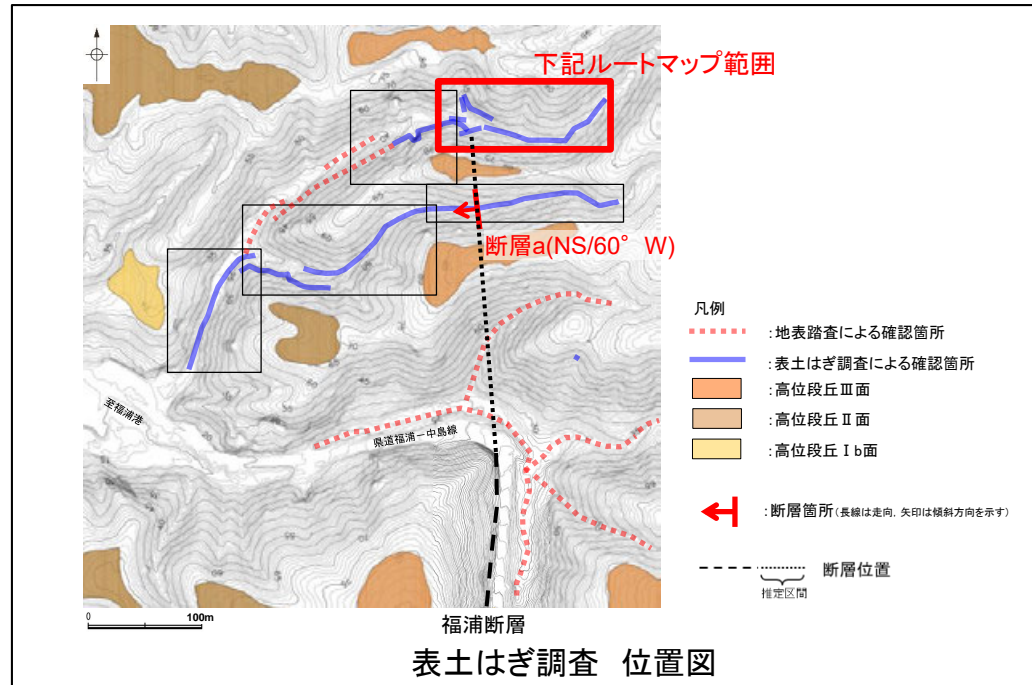 下記ルートマップ範囲
断層a(NS/60°W)
至福浦港
県道福浦－中島線
0 100m
福浦断層
凡例
:地表踏査による確認箇所
:表土はぎ調査による確認箇所
:高位段丘Ⅲ面
:高位段丘Ⅱ面
:高位段丘Ⅰb面
:断層箇所(長線は走向，矢印は傾斜方向を示す)
断層位置
推定区間
表土はぎ調査 位置図